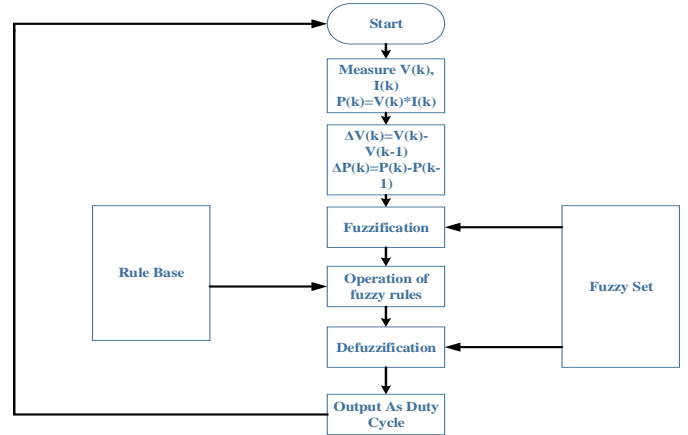 Start
Measure V(k),
I(k)
P(k)=V(k)*I(k)
ΔV(k)=V(k)-
V(k-1)
ΔP(k)=P(k)-P(k-
1)
Fuzzification
Rule Base
Operation of
fuzzy rules
Fuzzy Set
Defuzzification
Output As Duty
Cycle